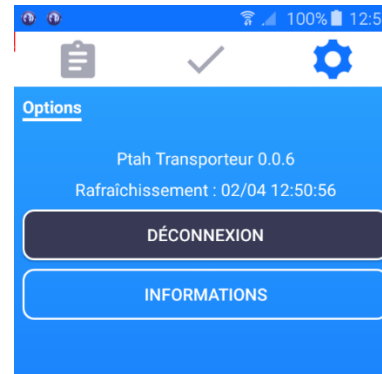 100% 12:5
Options
Ptah Transporteur 0.0.6
Rafraîchissement : 02/04 12:50:56
DÉCONNEXION
INFORMATIONS